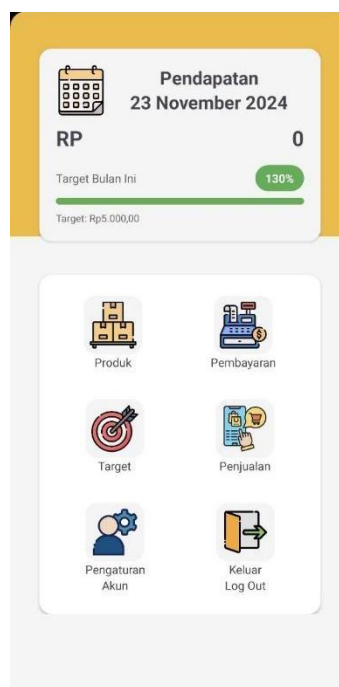 Pendapatan
23 November 2024
RP 0
Target Bulan Ini 130%
Target: Rp5.000,00
Produk Pembayaran
Target Penjualan
Pengaturan Akun
Keluar
Log Out